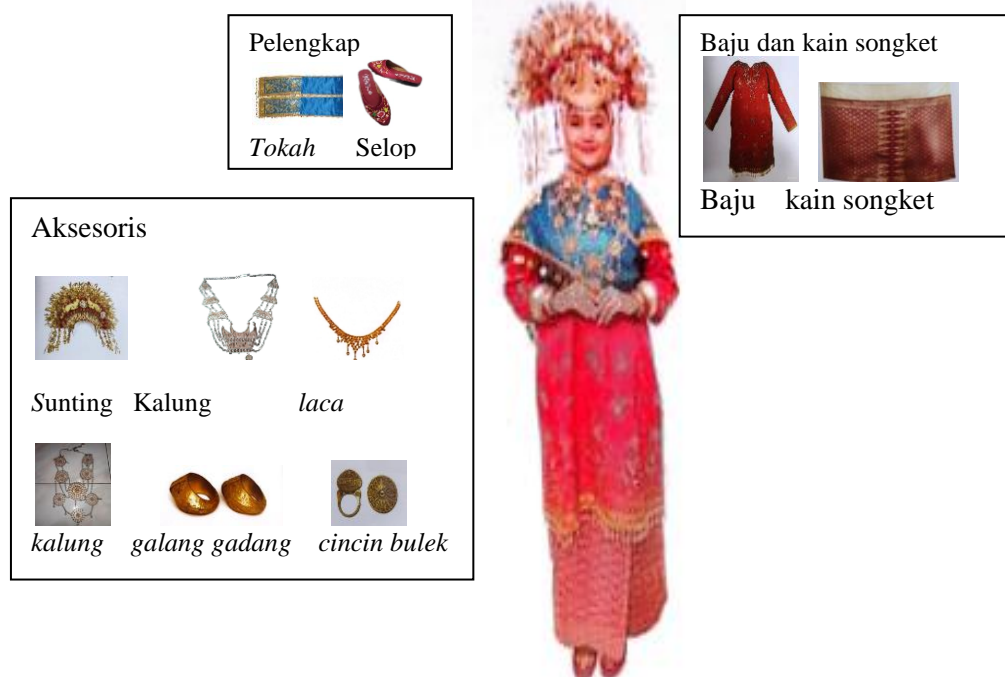 Pelengkap
Tokah Selop
Baju dan kain songket
Baju kain songket
Aksesoris
Sunting Kalung laca
kalung galang gadang cincin bulek